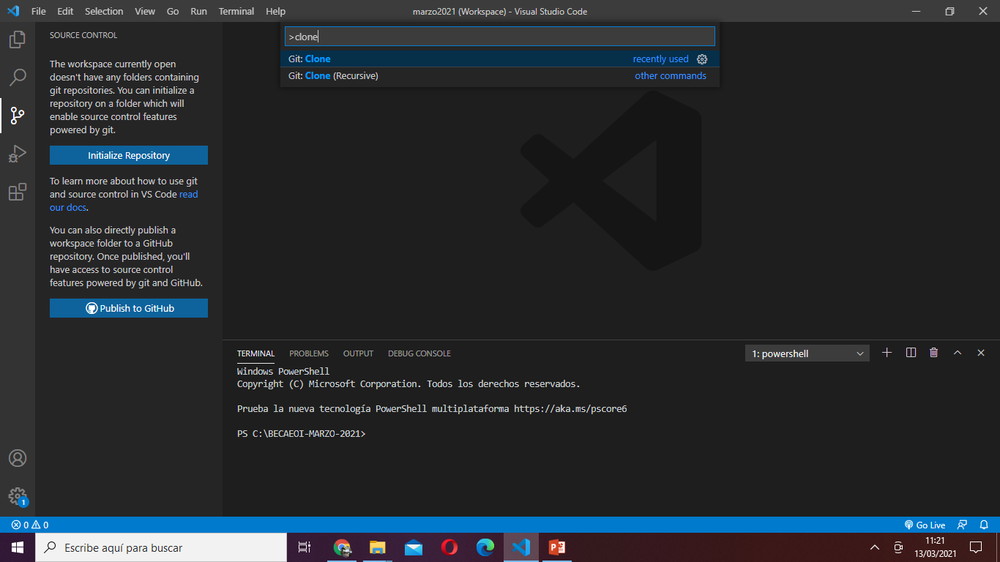 File Edit Selection View Go Run Terminal Help
marzo2021 (Workspace) - Visual Studio Code
>clone
Git: Clone recently used
Git: Clone (Recursive) other commands
SOURCE CONTROL
The workspace currently open
doesn't have any folders containing
git repositories. You can initialize a
repository on a folder which will
enable source control features
powered by git.
Initialize Repository
To learn more about how to use git
and source control in VS Code read
our docs.
You can also directly publish a
workspace folder to a GitHub
repository. Once published, you'll
have access to source control
features powered by git and GitHub.
Publish to GitHub
TERMINAL PROBLEMS OUTPUT DEBUG CONSOLE
1: powershell
Windows PowerShell
Copyright (C) Microsoft Corporation. Todos los derechos reservados.
Prueba la nueva tecnología PowerShell multiplataforma https://aka.ms/pscore6
PS C:\BECAEOI-MARZO-2021>
1
0 0
Go Live
Escribe aquí para buscar
11:21
13/03/2021